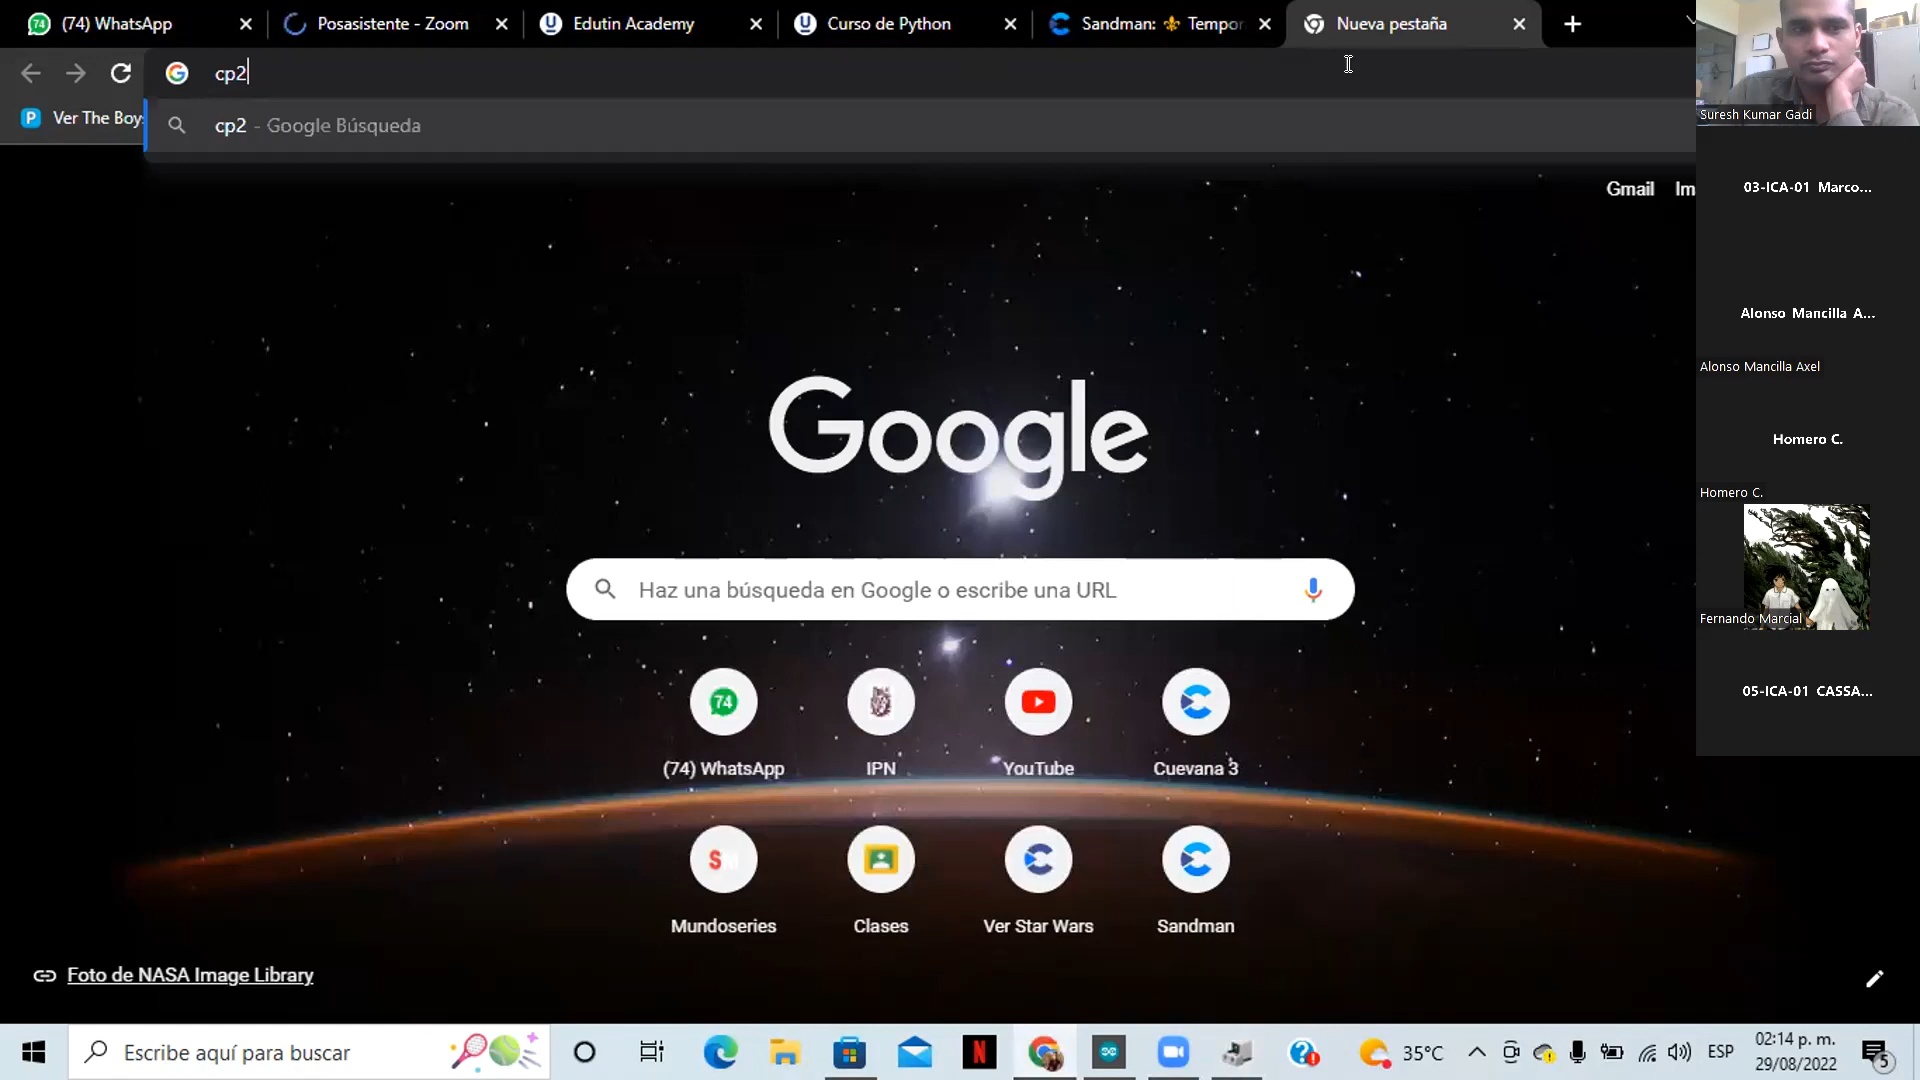 (74) WhatsApp
Posasistente - Zoom
Edutin Academy
Curso de Python
Sandman: ⚜ Tempor
Nueva pestaña
cp2
Ver The Boy
cp2 - Google Búsqueda
Gmail
Im
Google
Haz una búsqueda en Google o escribe una URL
74
(74) WhatsApp
IPN
YouTube
Cuevana 3
Mundoseries
Clases
Ver Star Wars
Sandman
Foto de NASA Image Library
Suresh Kumar Gadi
03-ICA-01 Marco...
Alonso Mancilla A...
Alonso Mancilla Axel
Homero C.
Homero C.
Fernando Marcial
05-ICA-01 CASSA...
Escribe aquí para buscar
35°C
ESP
02:14 p. m.
29/08/2022
5